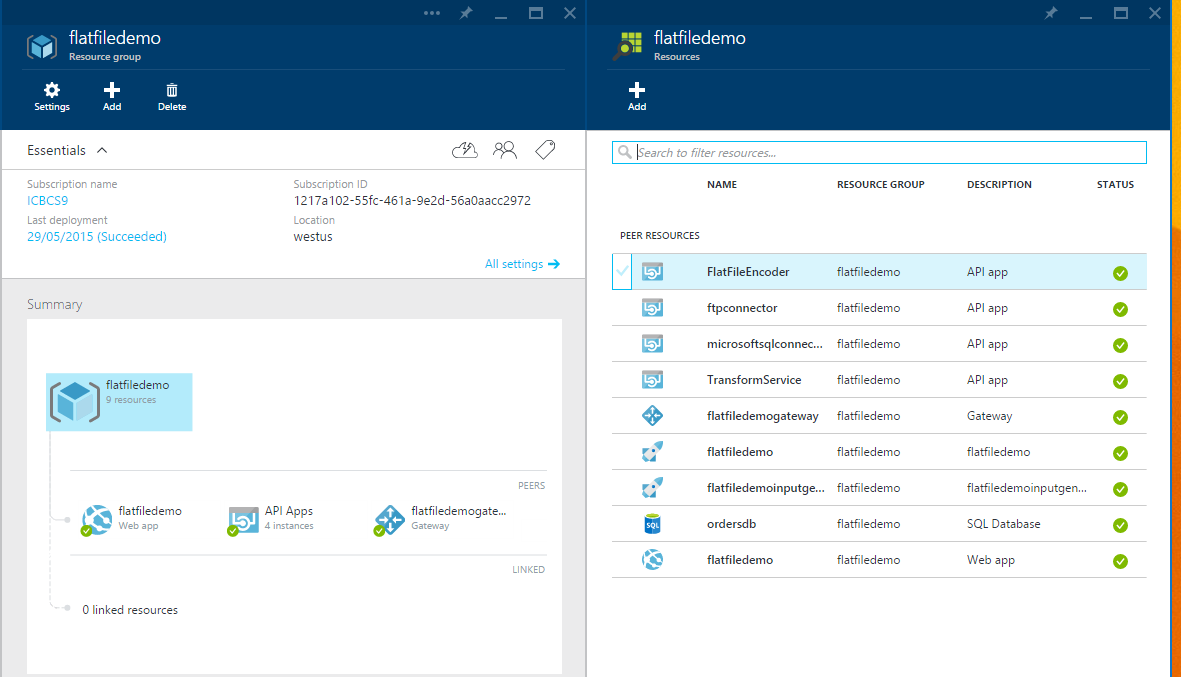 flatfiledemo
Resource group
Settings
Add
Delete
Essentials
Subscription name
ICBCS9
Subscription ID
1217a102-55fc-461a-9e2d-56a0aacc2972
Last deployment
29/05/2015 (Succeeded)
Location
westus
All settings
Summary
flatfiledemo
9 resources
PEERS
flatfiledemo
Web app
API Apps
4 instances
flatfiledemogate...
Gateway
LINKED
0 linked resources
flatfiledemo
Resources
Add
Search to filter resources...
NAME RESOURCE GROUP DESCRIPTION STATUS
PEER RESOURCES
FlatFileEncoder flatfiledemo API app
ftpconnector flatfiledemo API app
microsoftsqlconnec... flatfiledemo API app
TransformService flatfiledemo API app
flatfiledemogateway flatfiledemo Gateway
flatfiledemo flatfiledemo flatfiledemo
flatfiledemoinputge... flatfiledemo flatfiledemoinputgen...
SQL ordersdb flatfiledemo SQL Database
flatfiledemo flatfiledemo Web app